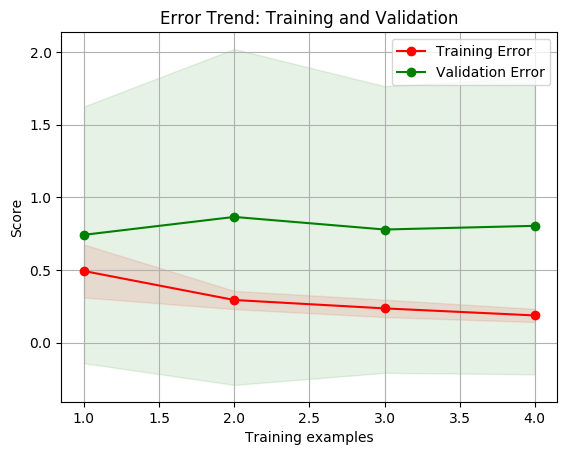 Error Trend: Training and Validation
Training Error
Validation Error
2.0
1.5
1.0
0.5
0.0
Score
1.0
1.5
2.0
2.5
3.0
3.5
4.0
Training examples